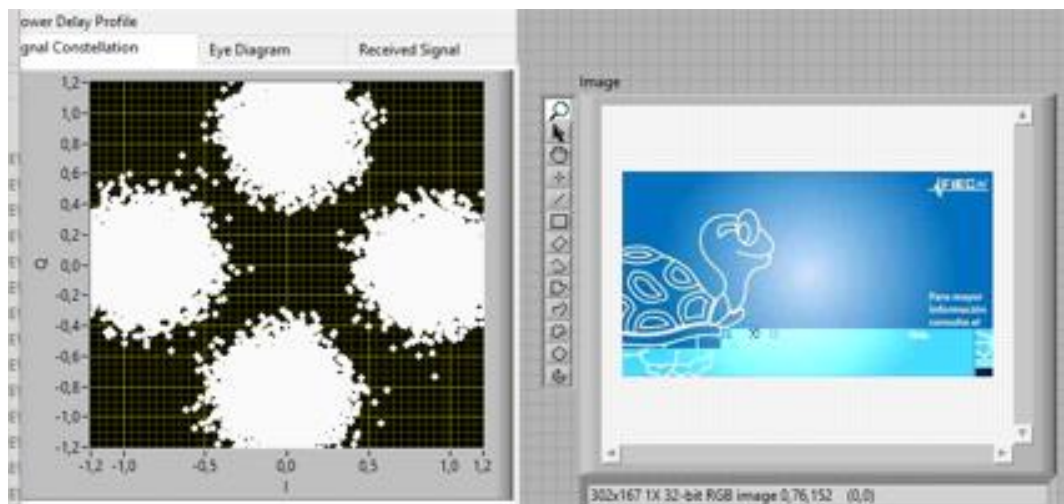 ower Delay Profile
gnal Constellation
Eye Diagram
Received Signal
1,2
1,0
0,8
0,6
0,4
0,2
0,0
-0,2
-0,4
-0,6
-0,8
-1,0
-1,2
Q
-1,2
-1,0
-0,5
0,0
0,5
1,0
1,2
I
Image
FIEC
Para mayor
información
consulta el
302x167 1X 32-bit RGB image 0,76,152 (0,0)